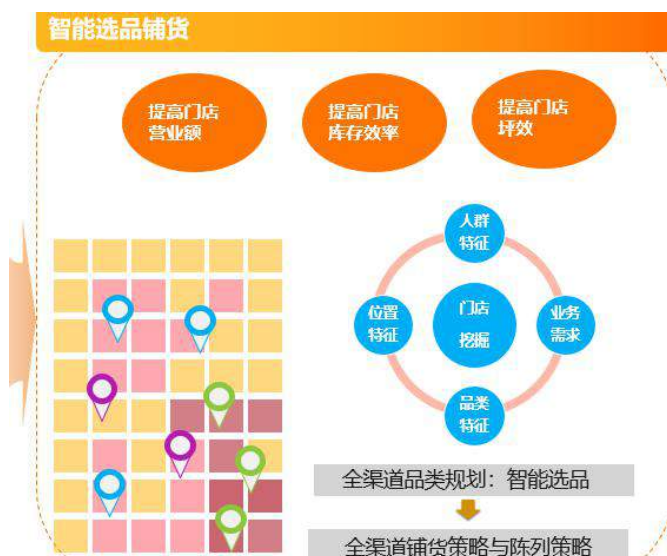 智能选品铺货
提高门店
营业额
提高门店
库存效率
提高门店
坪效
人群
特征
位置
特征
门店
挖掘
业务
需求
品类
特征
全渠道品类规划：智能选品
全渠道铺货策略与陈列策略